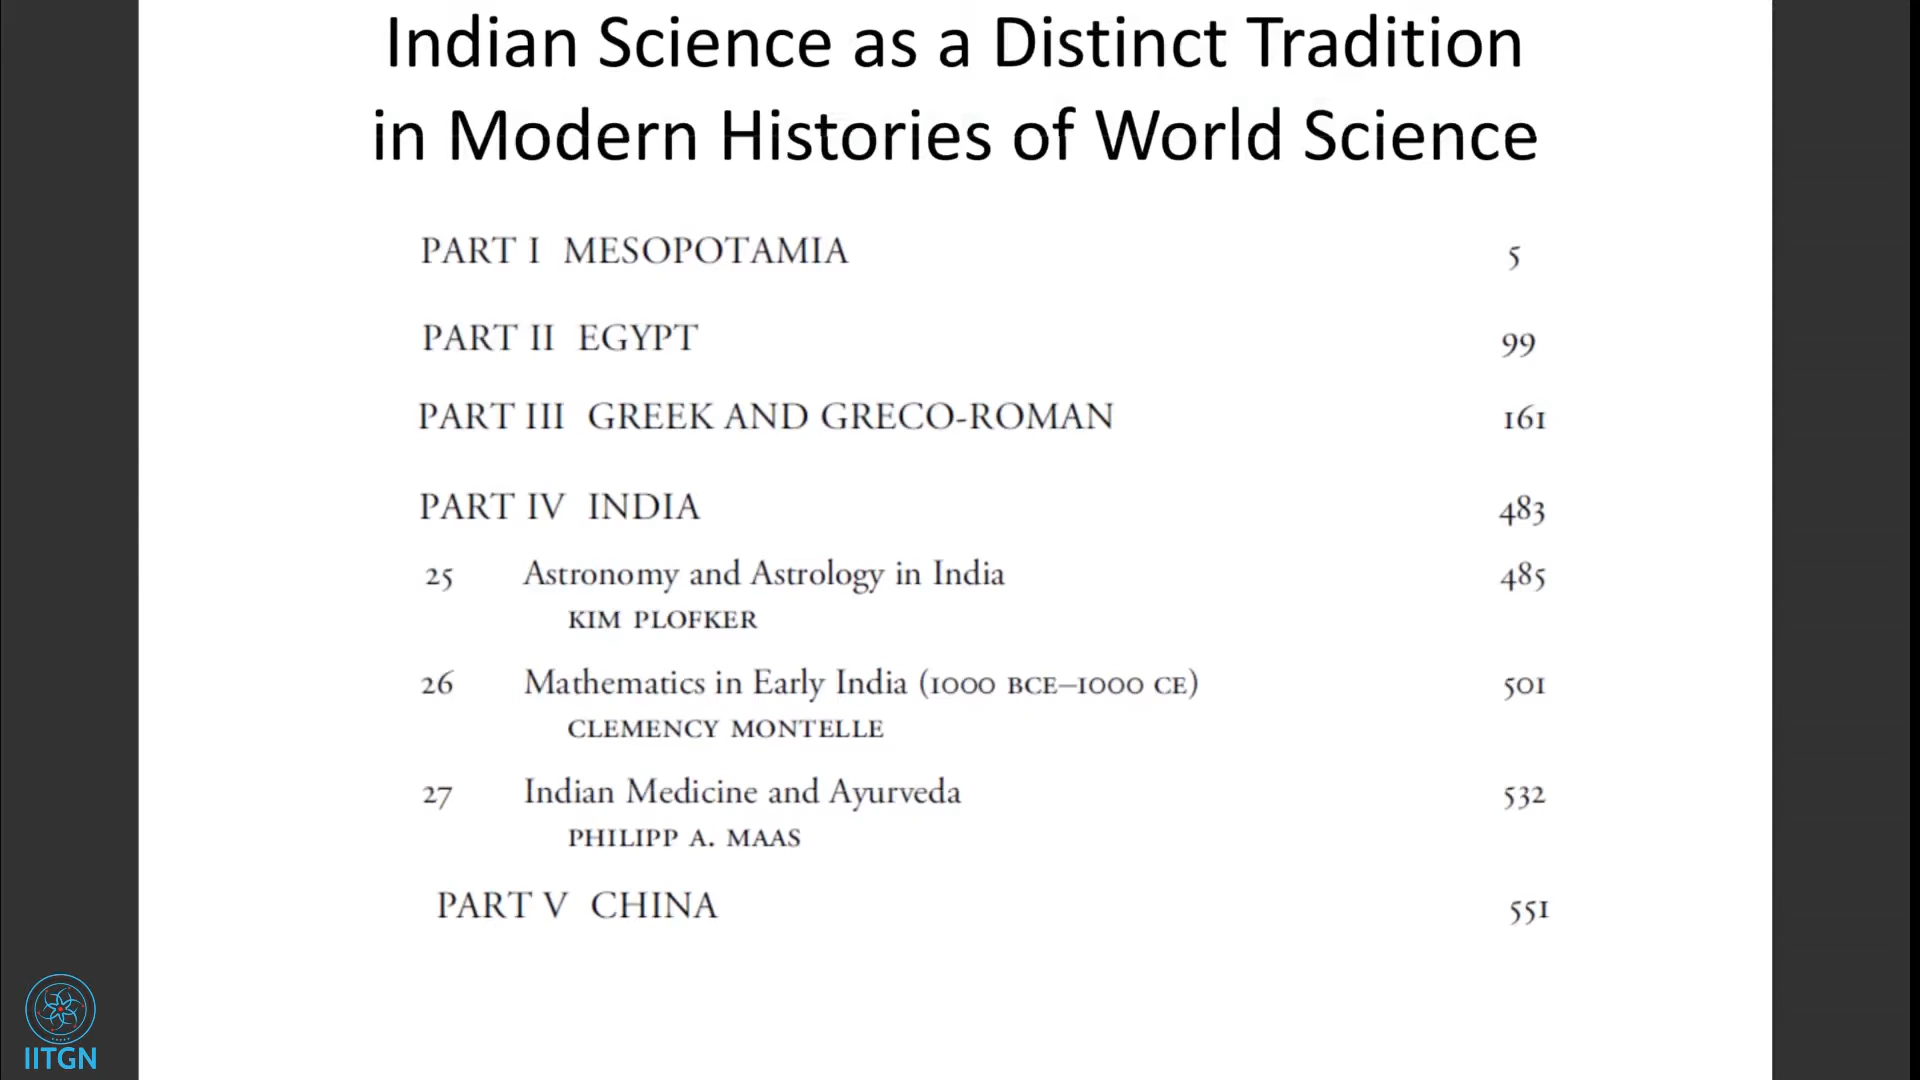 Indian Science as a Distinct Tradition
in Modern Histories of World Science
PART I MESOPOTAMIA 5
PART II EGYPT 99
PART III GREEK AND GRECO-ROMAN 161
PART IV INDIA 483
25 Astronomy and Astrology in India 485
KIM PLOFKER
26 Mathematics in Early India (1000 BCE–1000 CE) 501
CLEMENCY MONTELLE
27 Indian Medicine and Ayurveda 532
PHILIPP A. MAAS
PART V CHINA 551
IITGN